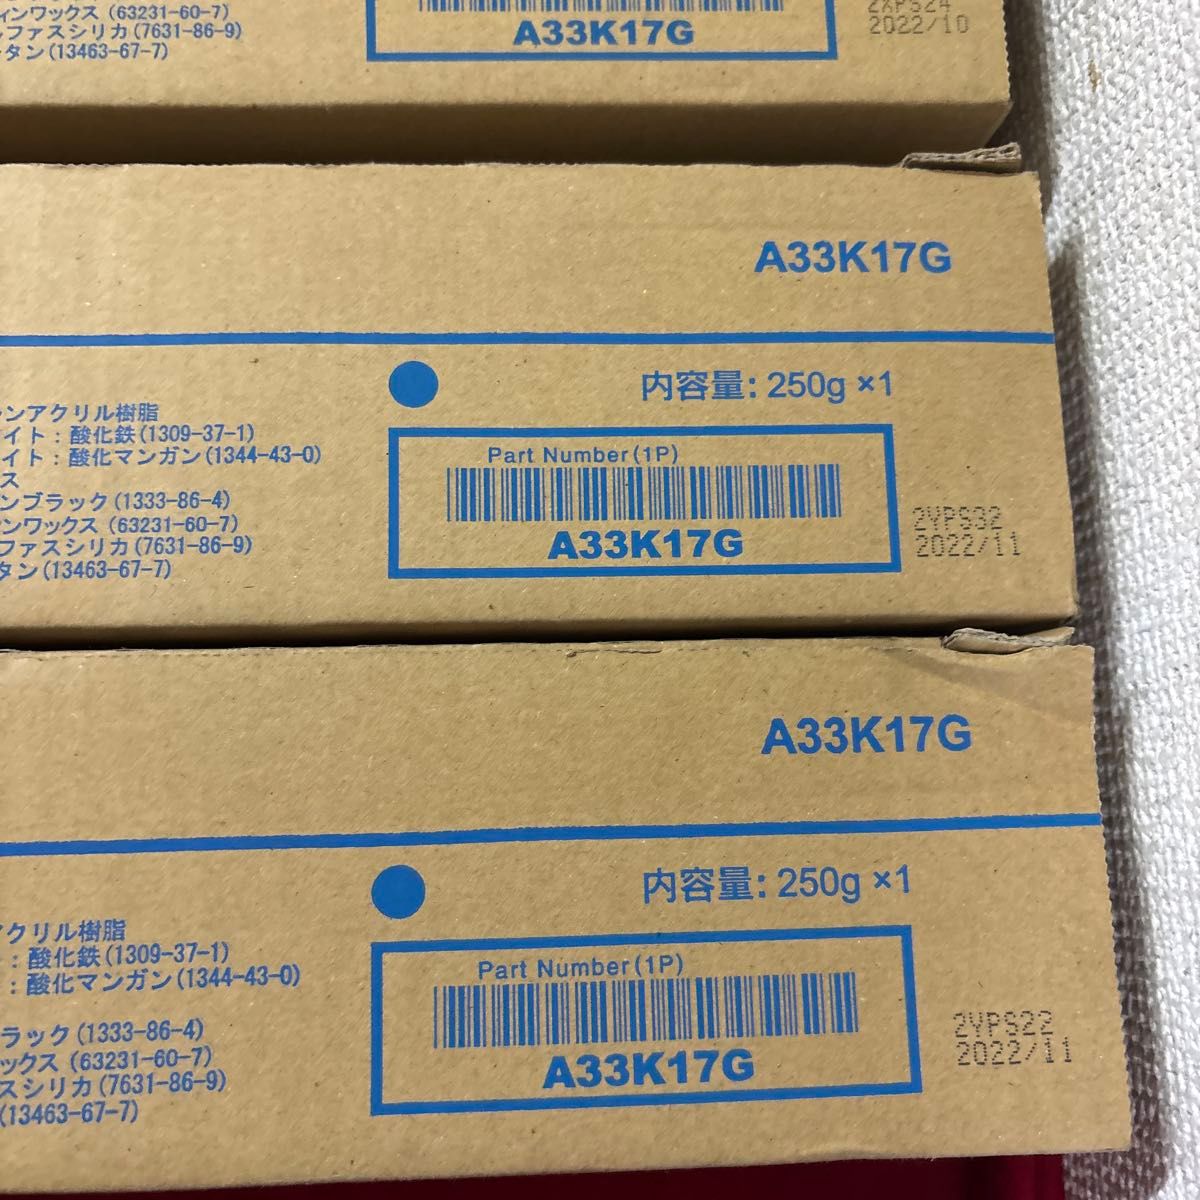 ィンワックス (63231-60-7)
ファスシリカ(7631-86-9)
タン(13463-67-7)
A33K17G
2XPS24
2022/10
A33K17G
内容量: 250g ×1
ンアクリル樹脂
イト:酸化鉄(1309-37-1)
イト:酸化マンガン(1344-43-0)
ス
ンブラック(1333-86-4)
ンワックス (63231-60-7)
ファスシリカ(7631-86-9)
タン(13463-67-7)
Part Number(1P)
A33K17G
2YPS32
2022/11
A33K17G
内容量: 250g ×1
クリル樹脂
:酸化鉄(1309-37-1)
:酸化マンガン(1344-43-0)
ラック(1333-86-4)
ックス (63231-60-7)
スシリカ(7631-86-9)
(13463-67-7)
Part Number(1P)
A33K17G
2YPS22
2022/11